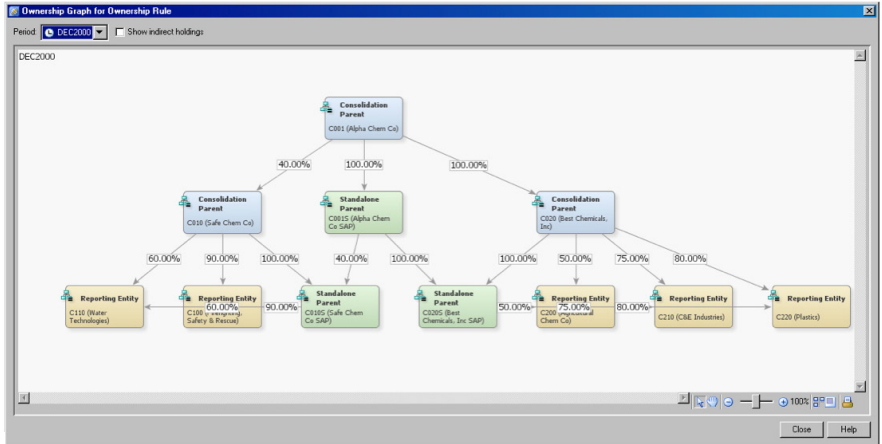 Ownership Graph for Ownership Rule
Period: DEC2000 Show indirect holdings
DEC2000
Consolidation
Parent
C001 (Alpha Chem Co)
40.00% 100.00% 100.00%
Consolidation
Parent
C010 (Safe Chem Co)
Standalone
Parent
C001S (Alpha Chem
Co SAP)
Consolidation
Parent
C020 (Best Chemicals,
Inc)
60.00% 90.00% 100.00% 40.00% 100.00% 100.00% 50.00% 75.00% 80.00%
Reporting Entity
C110 (Water
Technologies)
Reporting Entity
C100
Safety & Rescue)
60.00% 90.00%
Standalone
Parent
C010S (Safe Chem
Co SAP)
Standalone
Parent
C020S (Best
Chemicals, Inc SAP)
50.00% 75.00% 80.00%
Reporting Entity
C200
Chem Co)
Reporting Entity
C210 (C&E Industries)
Reporting Entity
C220 (Plastics)
100%
Close Help